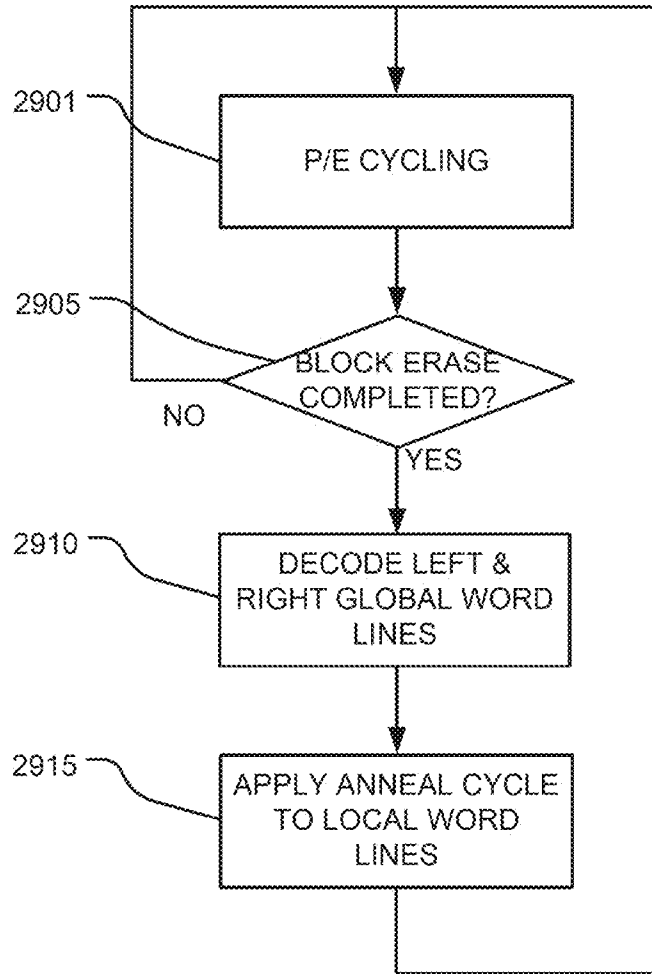 2901
P/E CYCLING
2905
BLOCK ERASE
COMPLETED?
NO
YES
2910
DECODE LEFT &
RIGHT GLOBAL WORD
LINES
2915
APPLY ANNEAL CYCLE
TO LOCAL WORD
LINES